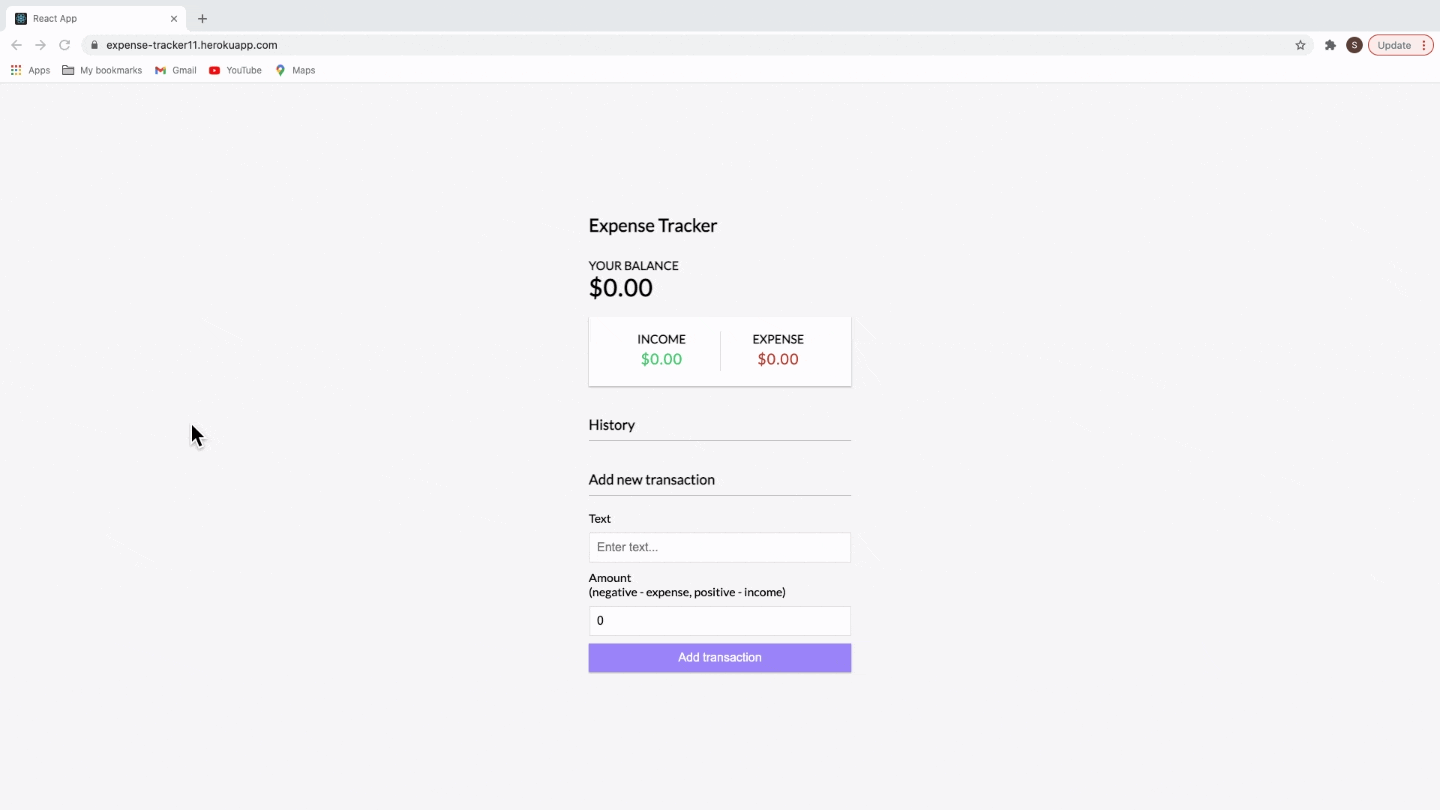 React App
expense-tracker11.herokuapp.com
S
Update
Apps
My bookmarks
Gmail
YouTube
Maps
Expense Tracker
YOUR BALANCE
$0.00
INCOME
EXPENSE
$0.00
$0.00
History
Add new transaction
Text
Enter text...
Amount
(negative - expense, positive - income)
0
Add transaction